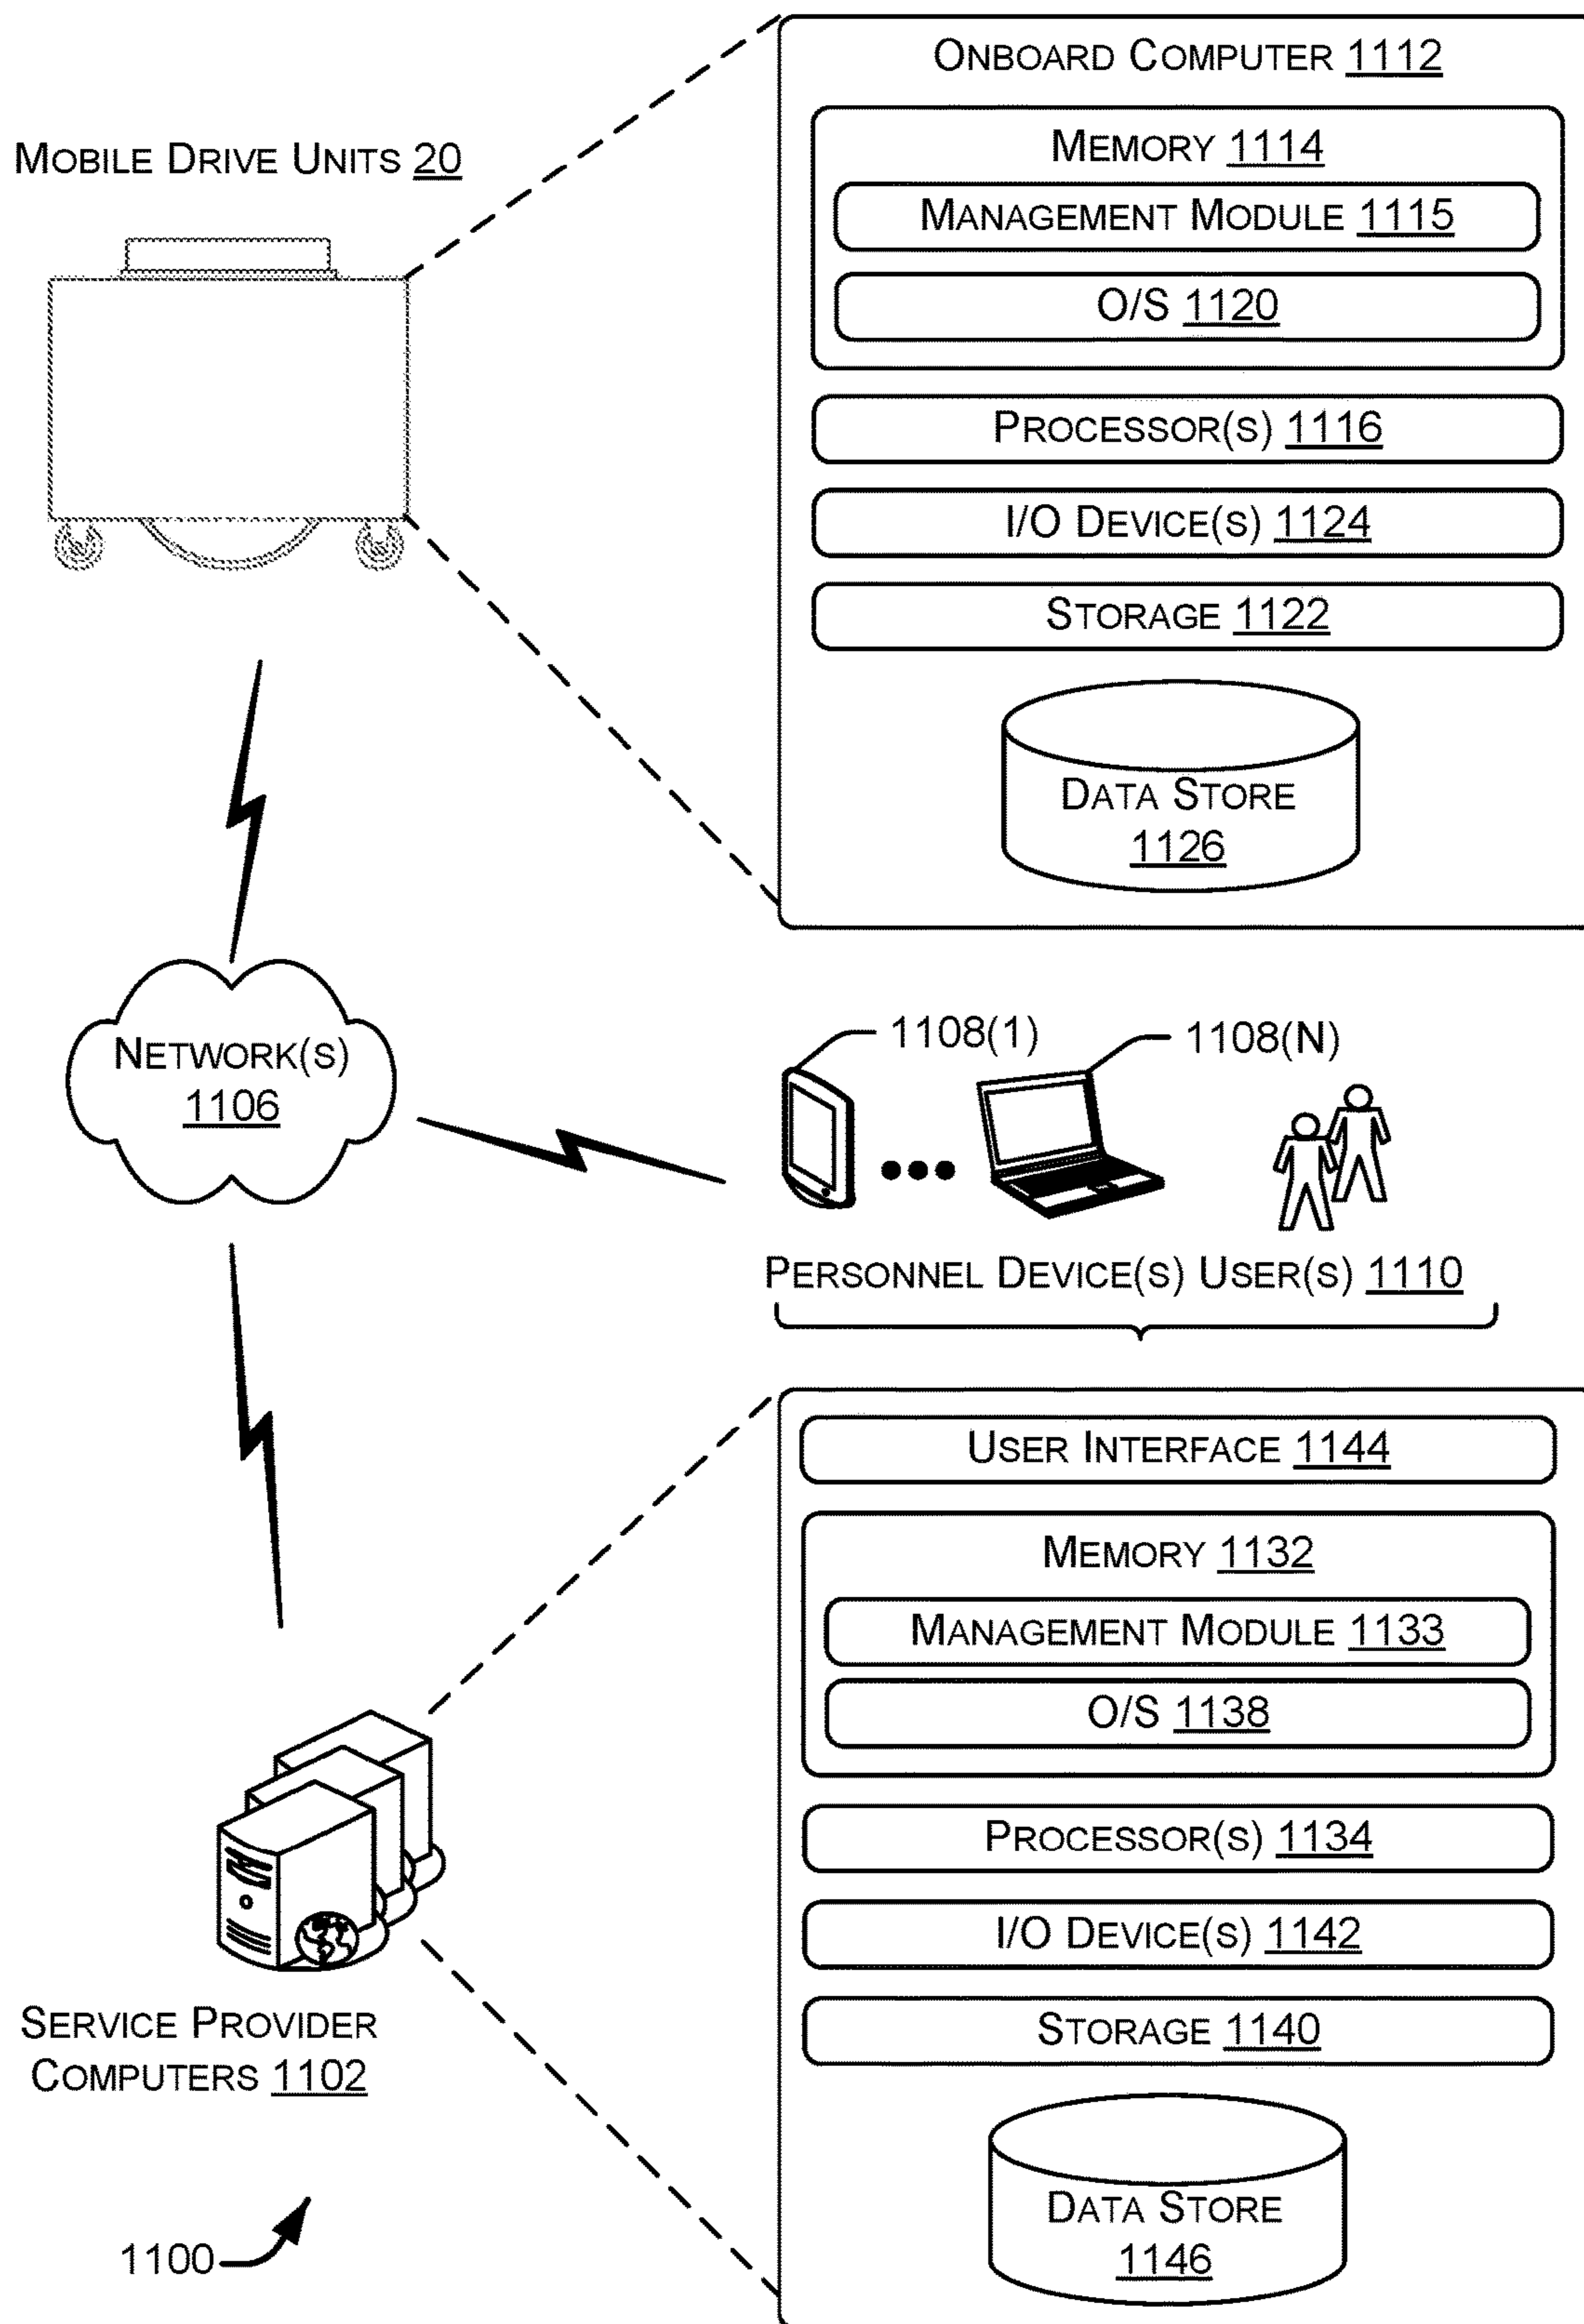 ONBOARD COMPUTER 1112
MEMORY 1114
MOBILE DRIVE UNITS 20
MANAGEMENT MODULE 1115
O/S 1120
PROCESSOR(S) 1116
I/O DEVICE(S) 1124
STORAGE 1122
DATA STORE
1126
1108(1)
1108(N)
NETWORK(S)
1106
PERSONNEL DEVICE(S) USER(S) 1110
USER INTERFACE 1144
MEMORY 1132
MANAGEMENT MODULE 1133
O/S 1138
PROCESSOR(S) 1134
I/O DEVICE(S) 1142
STORAGE 1140
SERVICE PROVIDER
COMPUTERS 1102
DATA STORE
1146
1100